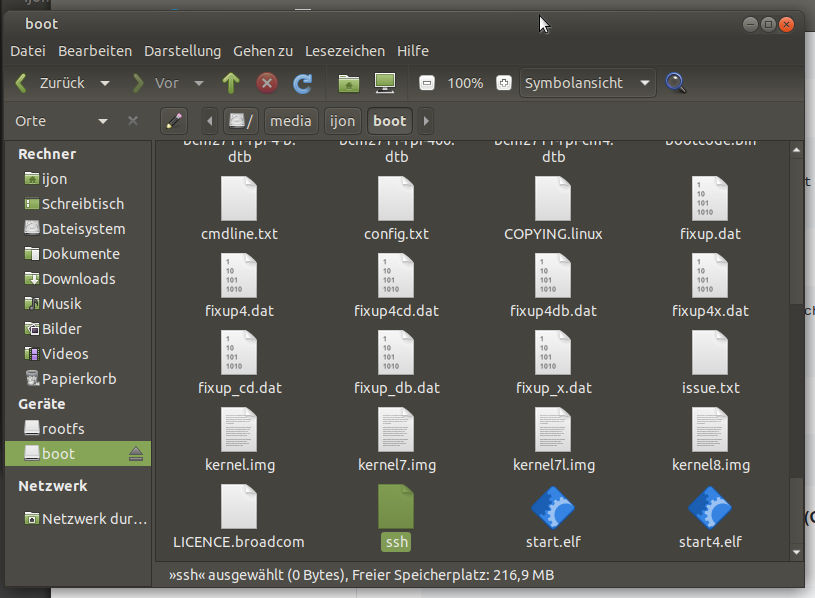 boot
Datei Bearbeiten Darstellung Gehen zu Lesezeichen Hilfe
Zurück Vor 100% Symbolansicht
Orte / media ijon boot
Rechner
ijon
Schreibtisch
Dateisystem
Dokumente
Downloads
Musik
Bilder
Videos
Papierkorb
Geräte
rootfs
boot
Netzwerk
Netzwerk dur...
dtb dtb dtb
cmdline.txt config.txt COPYING.linux fixup.dat
fixup4.dat fixup4cd.dat fixup4db.dat fixup4x.dat
fixup_cd.dat fixup_db.dat fixup_x.dat issue.txt
kernel.img kernel7.img kernel7l.img kernel8.img
LICENCE.broadcom ssh start.elf start4.elf
»ssh« ausgewählt (0 Bytes), Freier Speicherplatz: 216,9 MB